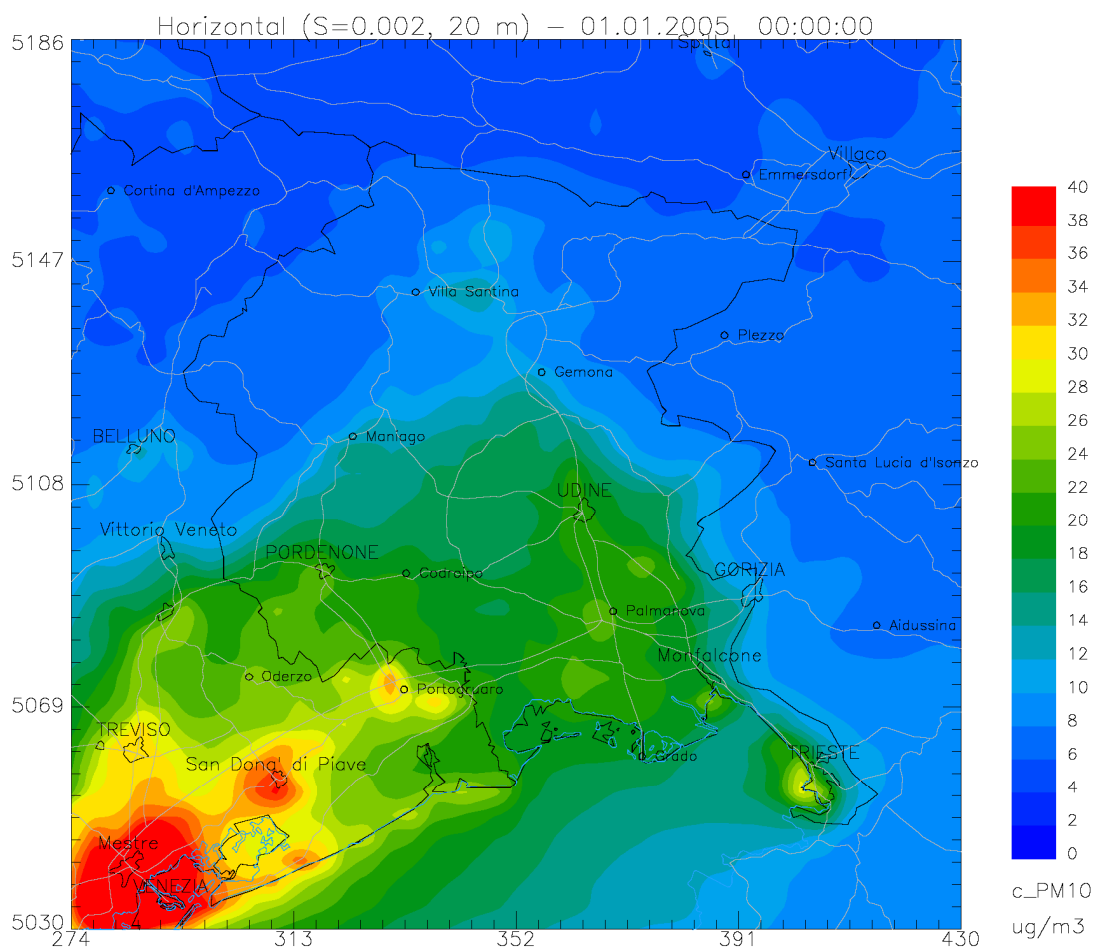 Horizontal (S=0.002, 20 m) – 01.01.2005 00:00:00
5186
Spittal
Villaco
Emmersdorf
Cortina d'Ampezzo
5147
Villa Santina
Plezzo
Gemona
BELLUNO
Maniago
Santa Lucia d'Isonzo
5108
UDINE
Vittorio Veneto
PORDENONE
Codroipo
GORIZIA
Palmanova
Aidussina
Monfalcone
Oderzo
Portogruaro
5069
TREVISO
TRIESTE
Grado
San Dona' di Piave
Mestre
VENEZIA
5030
274 313 352 391 430
40
38
36
34
32
30
28
26
24
22
20
18
16
14
12
10
8
6
4
2
0
c_PM10
ug/m3